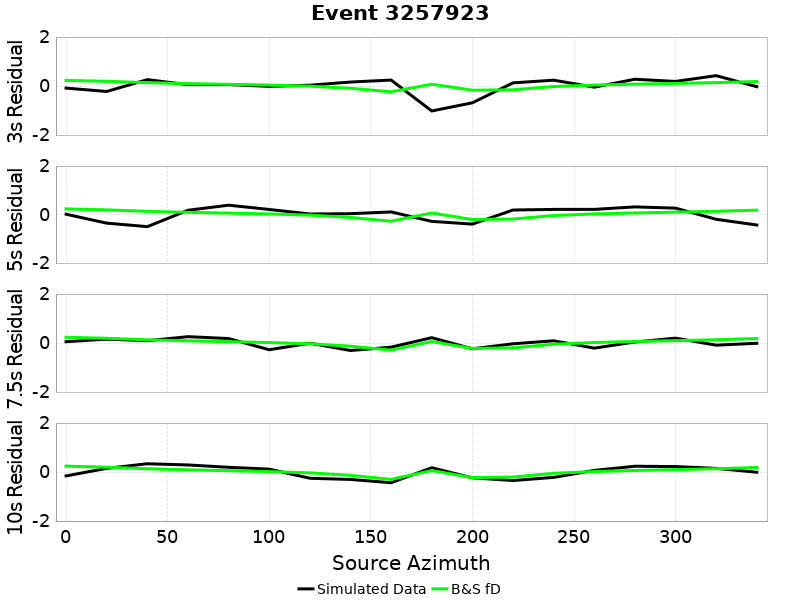 Event 3257923
3s Residual
2
0
-2
5s Residual
2
0
-2
7.5s Residual
2
0
-2
10s Residual
2
0
-2
0 50 100 150 200 250 300
Source Azimuth
Simulated Data B&S fD